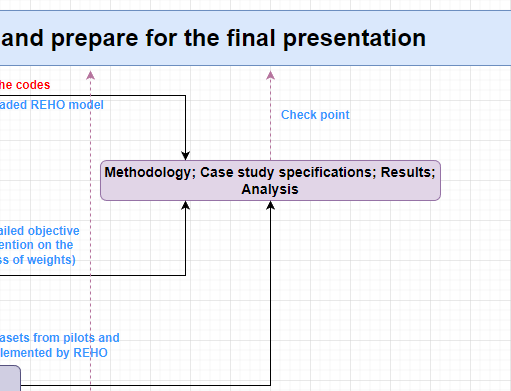 and prepare for the final presentation
he codes
aded REHO model
Check point
Methodology; Case study specifications; Results;
Analysis
ailed objective
ention on the
ss of weights)
asets from pilots and
lemented by REHO